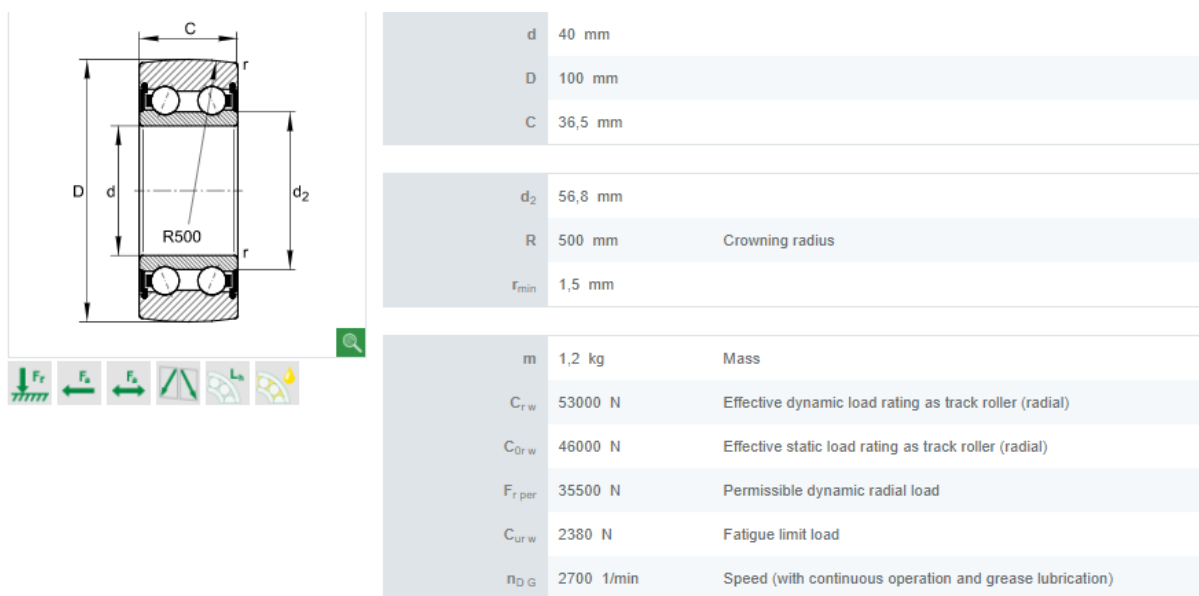 C
r
D
d
d2
R500
r
Fr
Fa
Fa
Lh
d 40 mm
D 100 mm
C 36,5 mm
d2 56,8 mm
R 500 mm Crowning radius
rmin 1,5 mm
m 1,2 kg Mass
Cr w 53000 N Effective dynamic load rating as track roller (radial)
C0r w 46000 N Effective static load rating as track roller (radial)
Fr per 35500 N Permissible dynamic radial load
Cur w 2380 N Fatigue limit load
nD G 2700 1/min Speed (with continuous operation and grease lubrication)